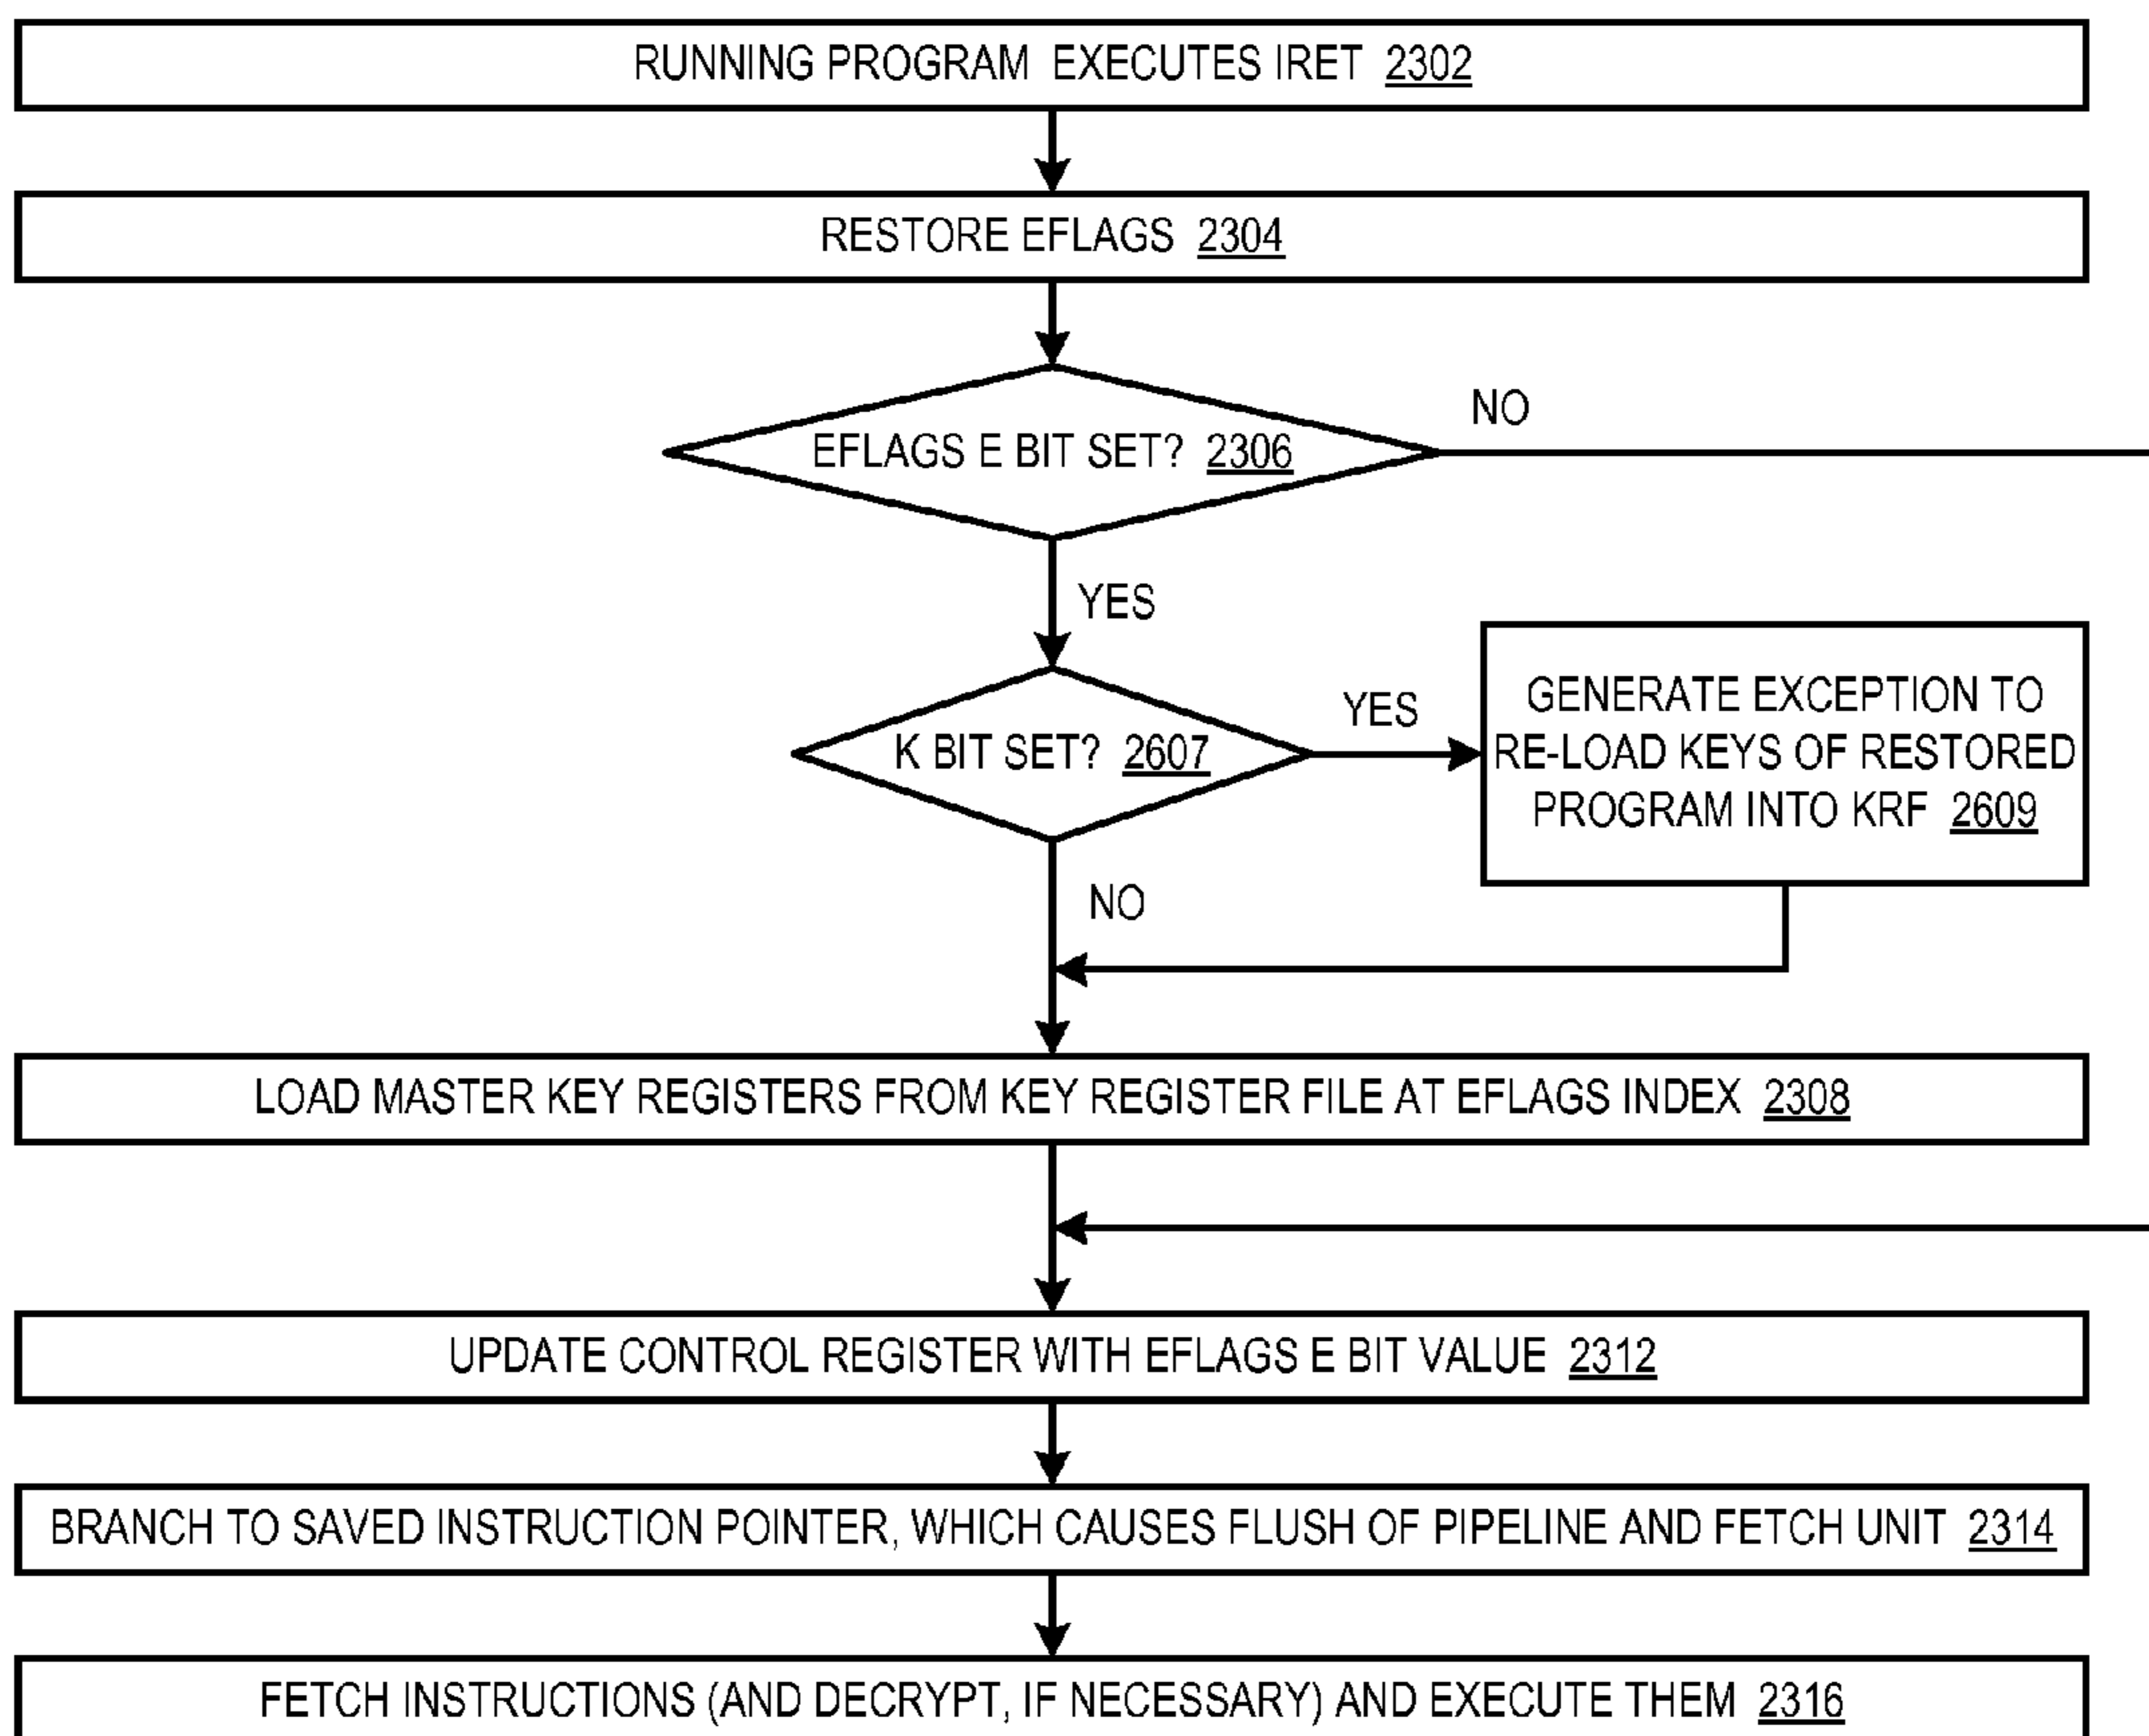 RUNNING PROGRAM EXECUTES IRET 2302
RESTORE EFLAGS 2304
EFLAGS E BIT SET? 2306
NO
YES
K BIT SET? 2607
YES
GENERATE EXCEPTION TO
RE-LOAD KEYS OF RESTORED
PROGRAM INTO KRF 2609
NO
LOAD MASTER KEY REGISTERS FROM KEY REGISTER FILE AT EFLAGS INDEX 2308
UPDATE CONTROL REGISTER WITH EFLAGS E BIT VALUE 2312
BRANCH TO SAVED INSTRUCTION POINTER, WHICH CAUSES FLUSH OF PIPELINE AND FETCH UNIT 2314
FETCH INSTRUCTIONS (AND DECRYPT, IF NECESSARY) AND EXECUTE THEM 2316